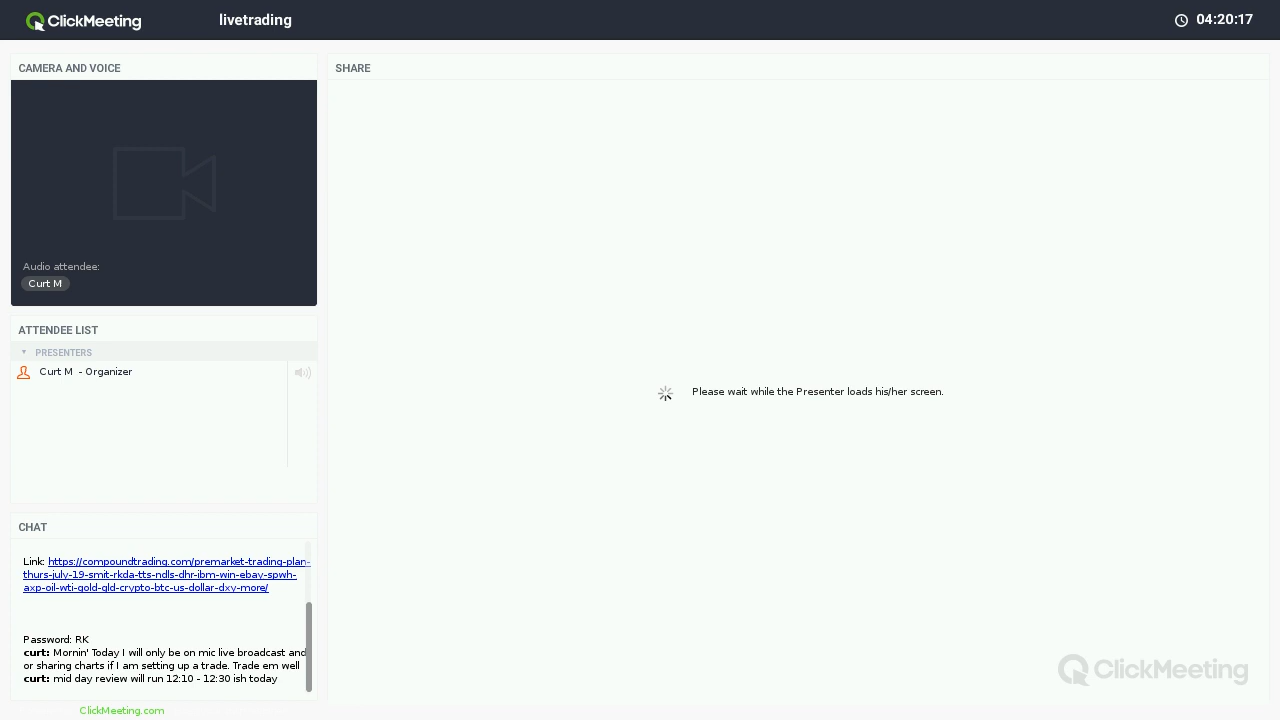 ClickMeeting
livetrading
04:20:17
CAMERA AND VOICE
Audio attendee:
Curt M
ATTENDEE LIST
PRESENTERS
Curt M - Organizer
CHAT
Link: https://compoundtrading.com/premarket-trading-plan-
thurs-july-19-smit-rkda-tts-ndls-dhr-ibm-win-ebay-spwh-
axp-oil-wti-gold-gld-crypto-btc-us-dollar-dxy-more/
Password: RK
curt: Mornin' Today I will only be on mic live broadcast and
or sharing charts if I am setting up a trade. Trade em well
curt: mid day review will run 12:10 - 12:30 ish today
ClickMeeting.com
SHARE
Please wait while the Presenter loads his/her screen.
ClickMeeting